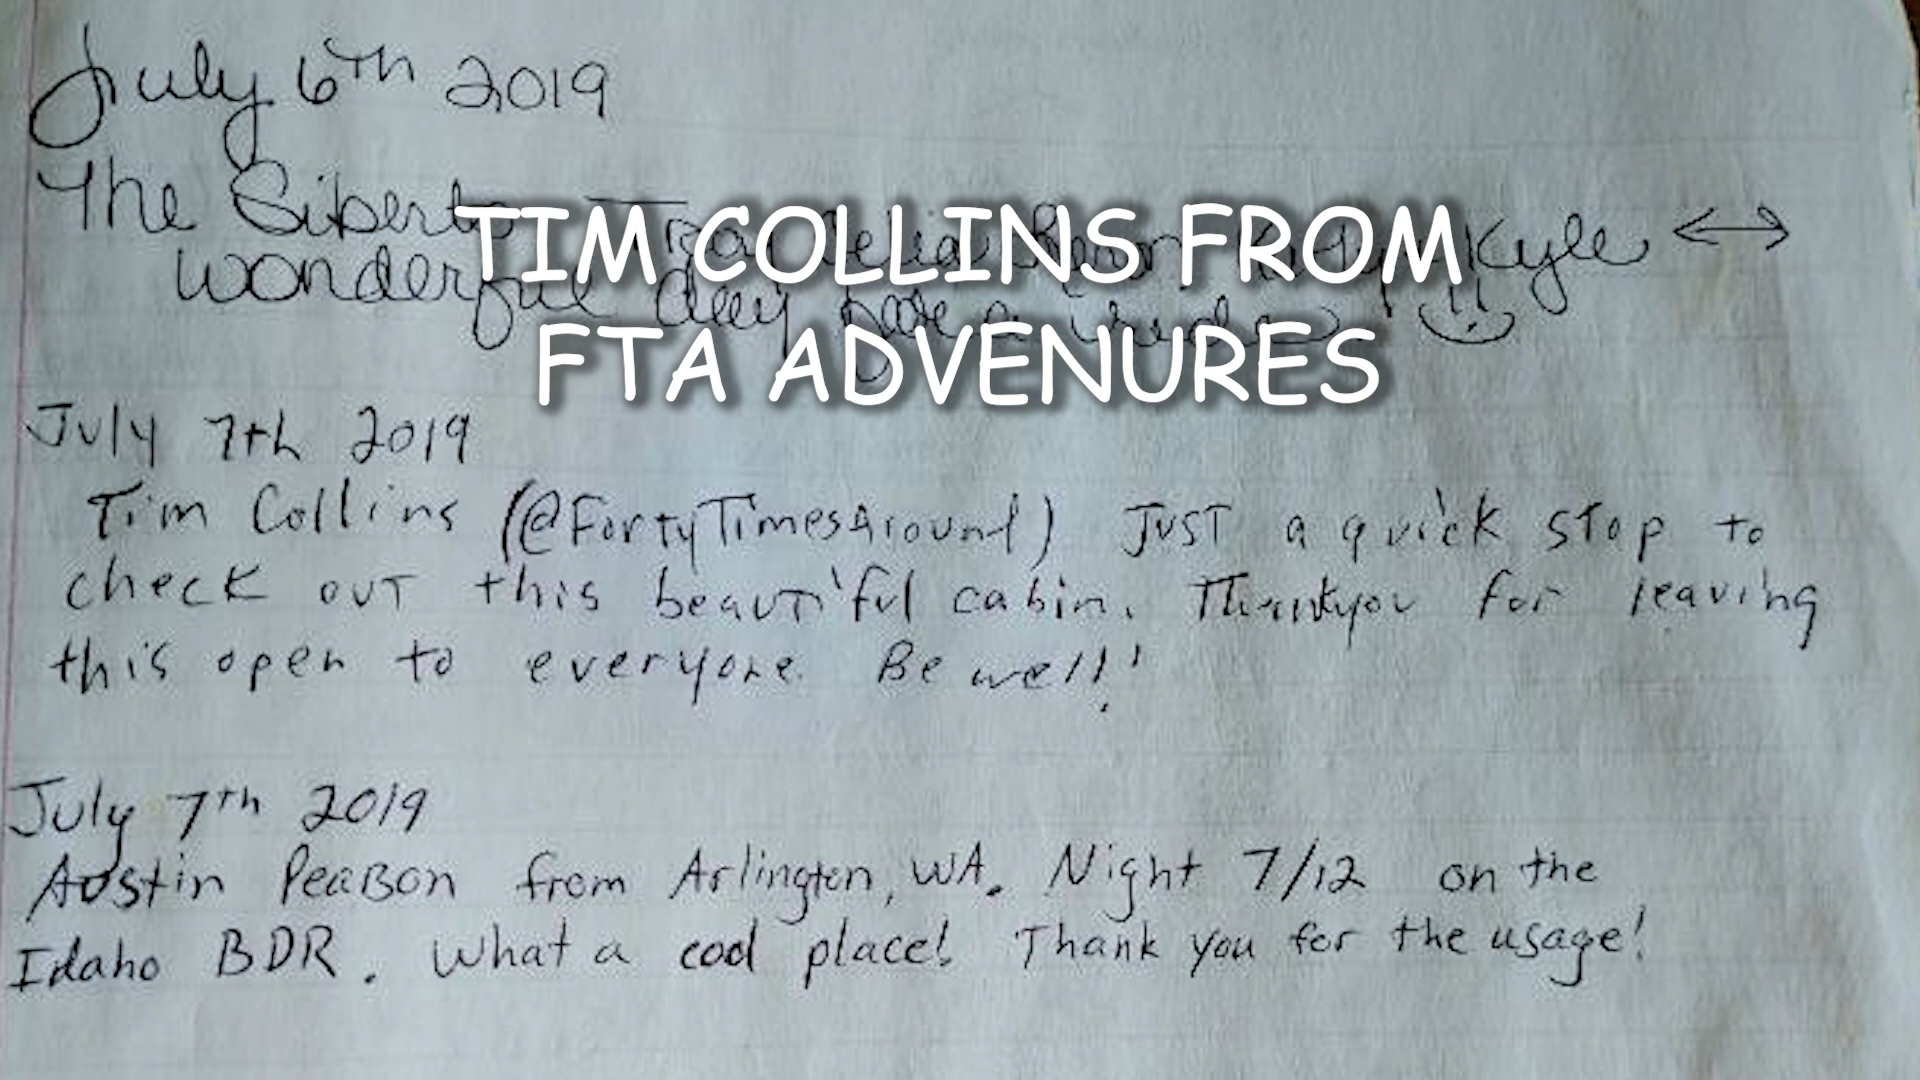 July 6th 2019
The Kyle
TIM COLLINS FROM
wonderful day have a
FTA ADVENURES
July 7th 2019
Tim Collins (@FortyTimesAround) Just a quick stop to
check out this beautiful cabin. Thankyou for leaving
this open to everyone. Be well!
July 7th 2019
Austin Pearson from Arlington, WA. Night 7/12 on the
Idaho BDR. What a cool place! Thank you for the usage!